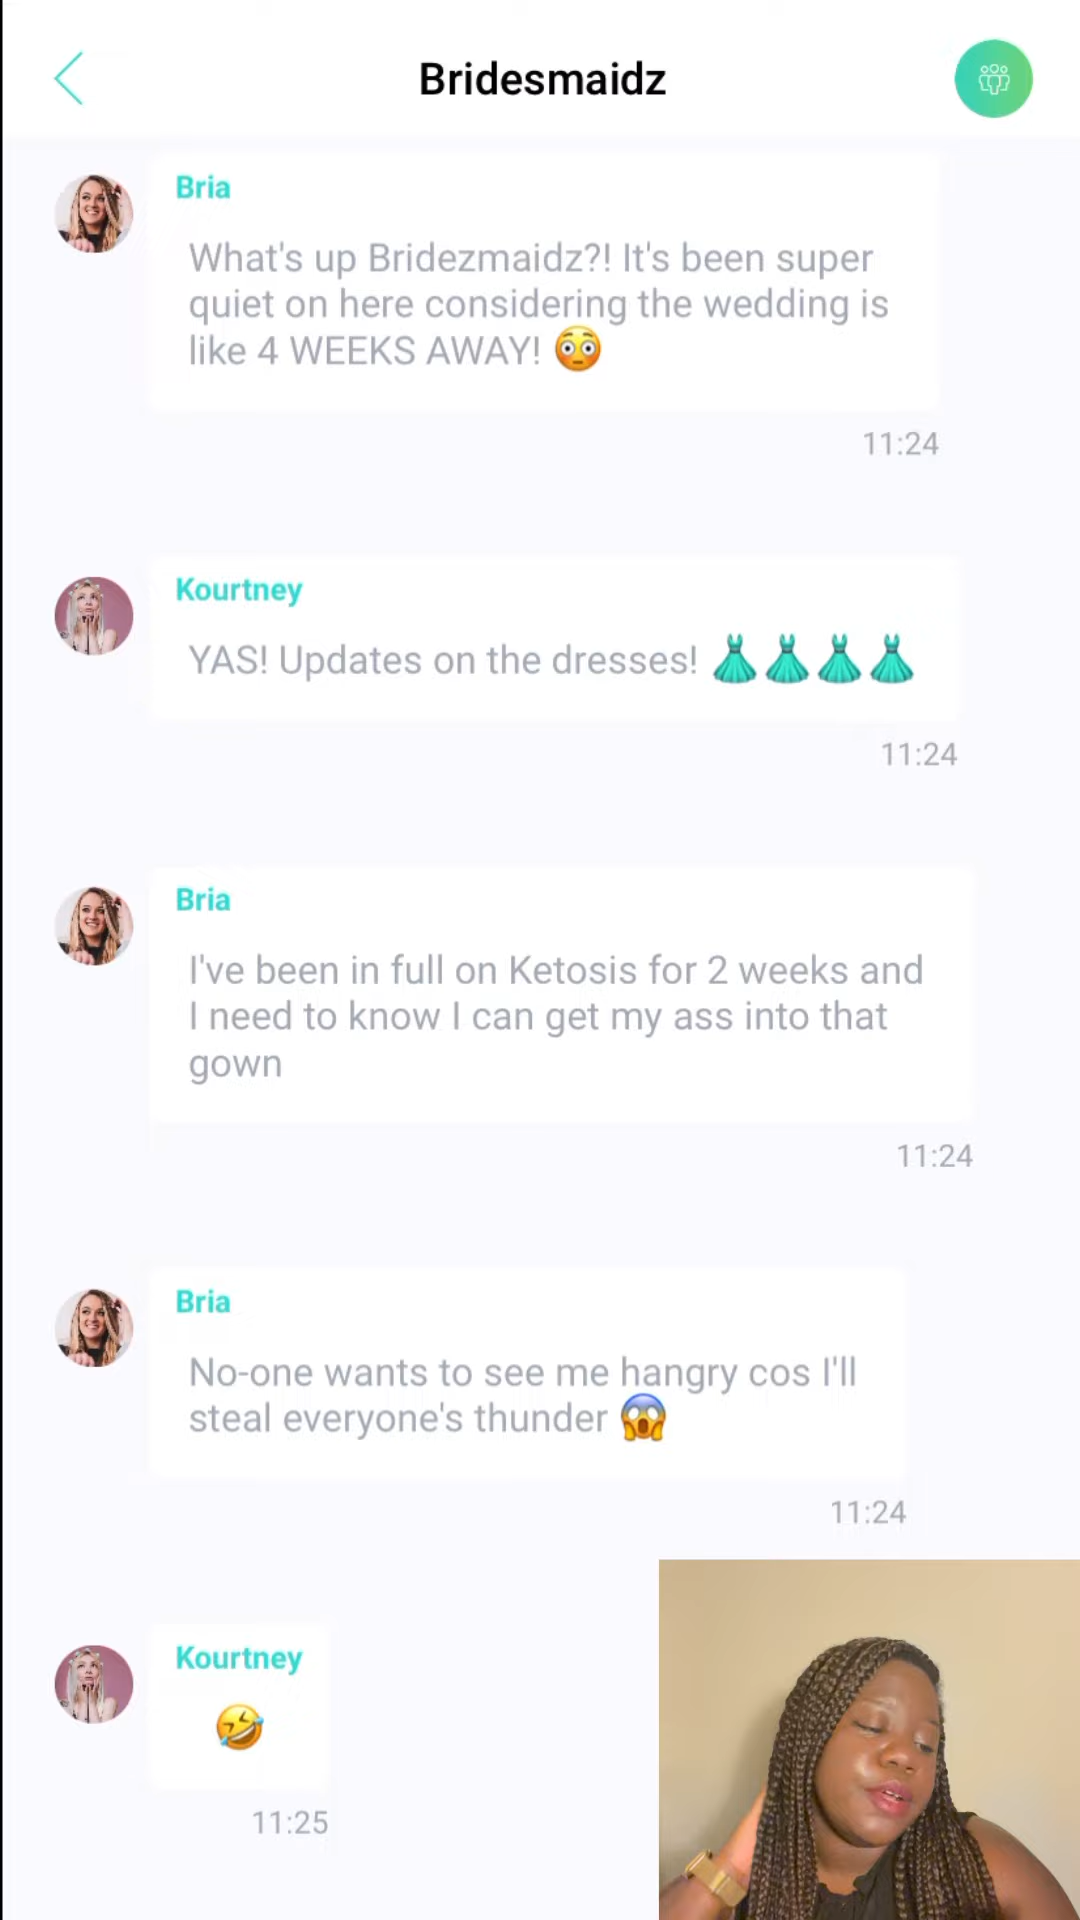 Bridesmaidz
Bria
What's up Bridezmaidz?! It's been super
quiet on here considering the wedding is
like 4 WEEKS AWAY! 😳
11:24
Kourtney
YAS! Updates on the dresses! 👗👗👗👗
11:24
Bria
I've been in full on Ketosis for 2 weeks and
I need to know I can get my ass into that
gown
11:24
Bria
No-one wants to see me hangry cos I'll
steal everyone's thunder 😱
11:24
Kourtney
🤣
11:25